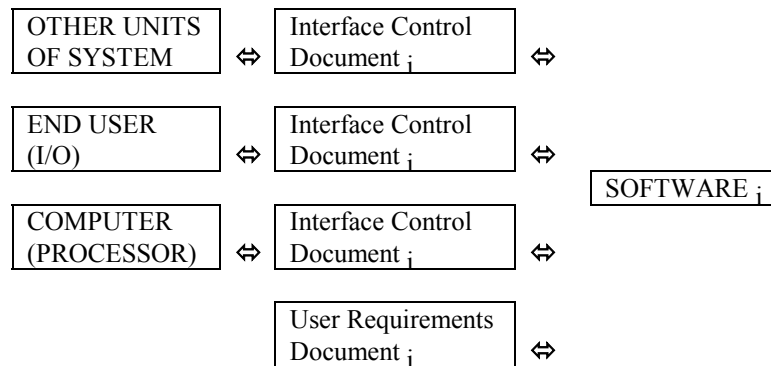 OTHER UNITS
OF SYSTEM
⇔
Interface Control
Document i
⇔
END USER
(I/O)
⇔
Interface Control
Document i
⇔
SOFTWARE i
COMPUTER
(PROCESSOR)
⇔
Interface Control
Document i
⇔
User Requirements
Document i
⇔